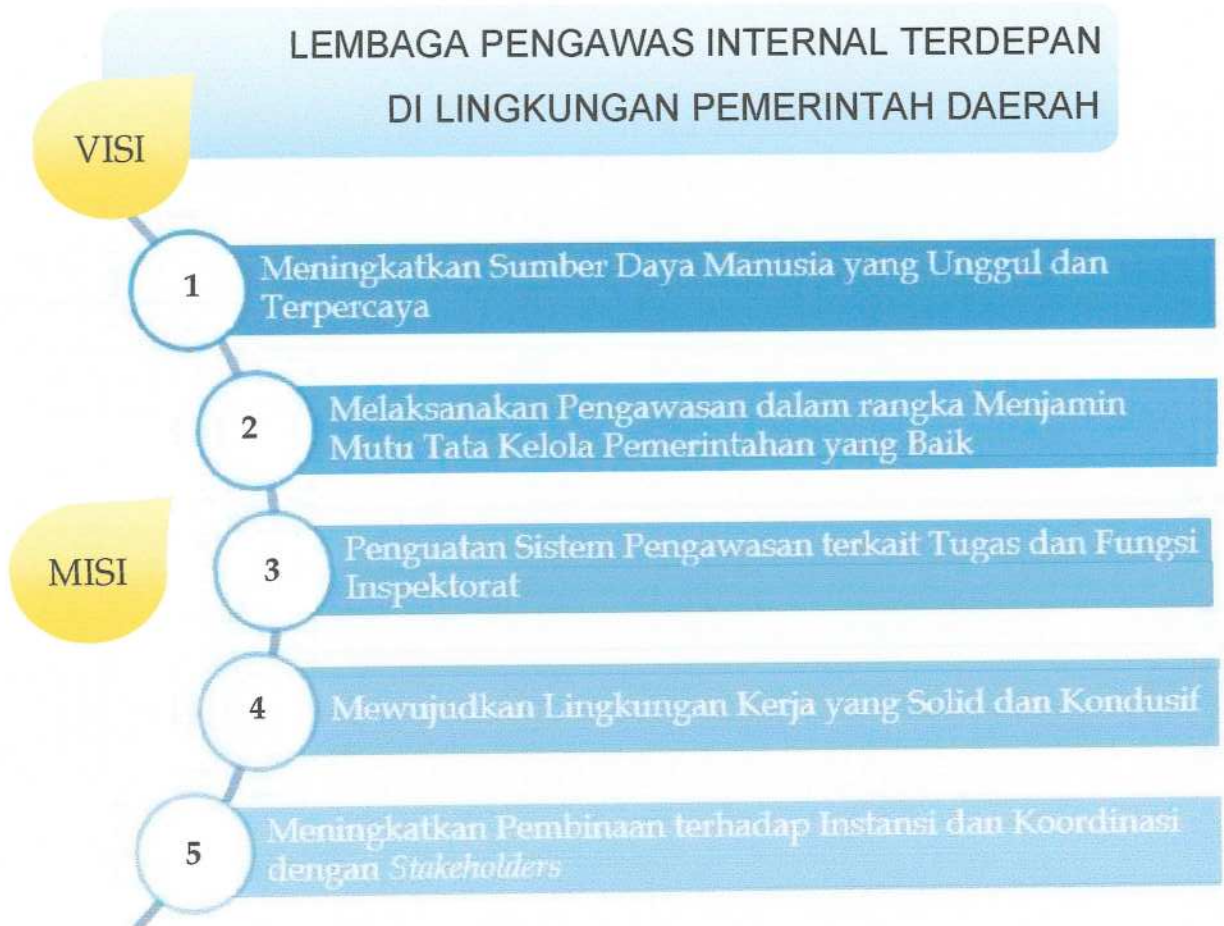 LEMBAGA PENGAWAS INTERNAL TERDEPAN
DI LINGKUNGAN PEMERINTAH DAERAH
VISI
1
Meningkatkan Sumber Daya Manusia yang Unggul dan
Terpercaya
2
Melaksanakan Pengawasan dalam rangka Menjamin
Mutu Tata Kelola Pemerintahan yang Baik
MISI
3
Penguatan Sistem Pengawasan terkait Tugas dan Fungsi
Inspektorat
4
Mewujudkan Lingkungan Kerja yang Solid dan Kondusif
5
Meningkatkan Pembinaan terhadap Instansi dan Koordinasi
dengan Stakeholders